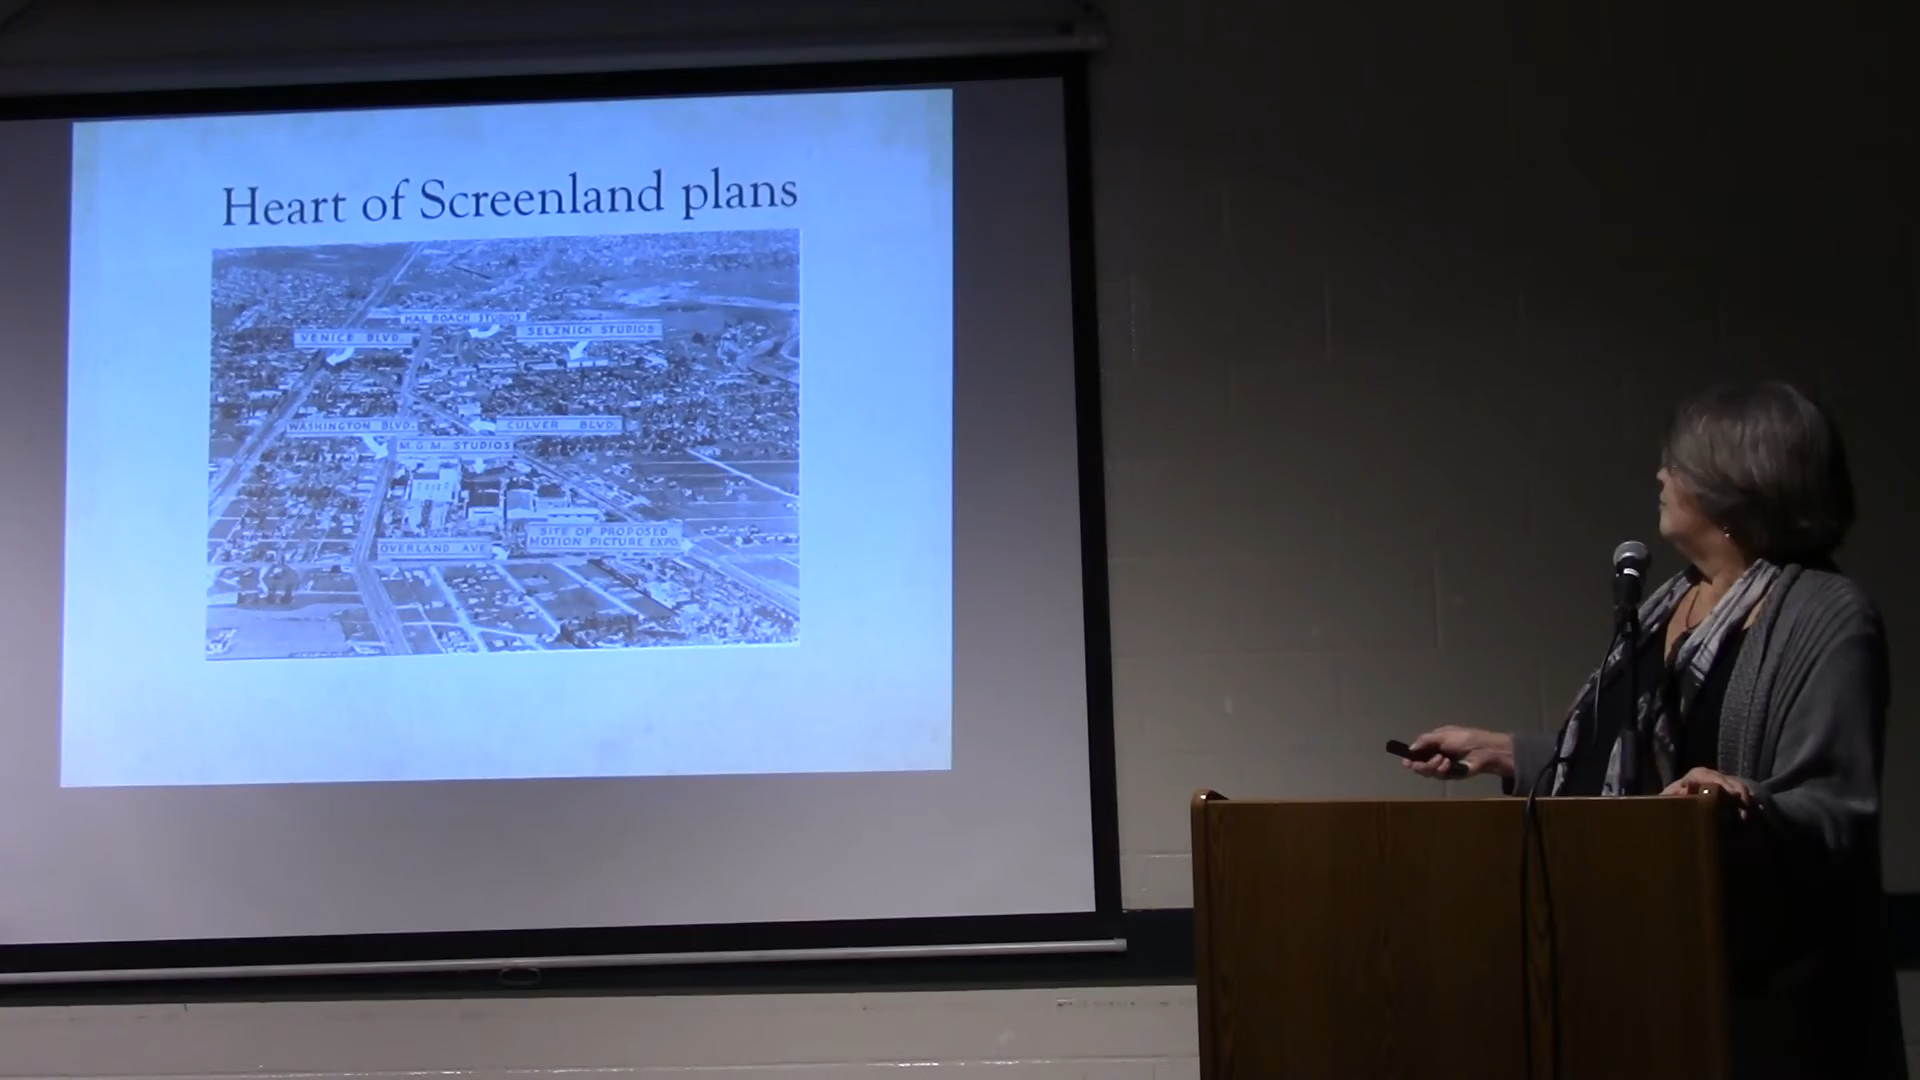 Heart of Screenland plans
HAL ROACH STUDIOS
VENICE BLVD.
SELZNICK STUDIOS
WASHINGTON BLVD.
CULVER BLVD.
M.G.M. STUDIOS
SITE OF PROPOSED
MOTION PICTURE EXPO.
OVERLAND AVE